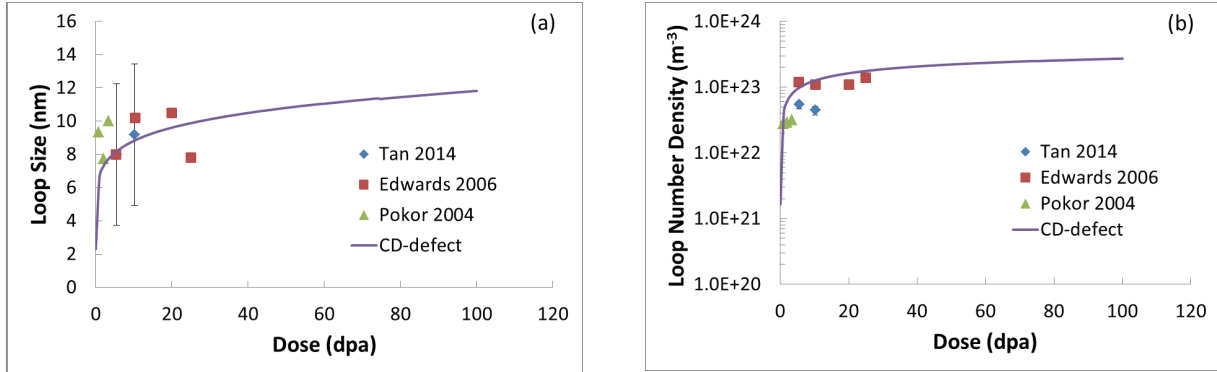 (a)
Loop Size (nm)
16
14
12
10
8
6
4
2
0
Tan 2014
Edwards 2006
Pokor 2004
CD-defect
0 20 40 60 80 100 120
Dose (dpa)
(b)
Loop Number Density (m⁻³)
1.0E+25
1.0E+24
1.0E+23
1.0E+22
1.0E+21
1.0E+20
Tan 2014
Edwards 2006
Pokor 2004
CD-defect
0 20 40 60 80 100 120
Dose (dpa)